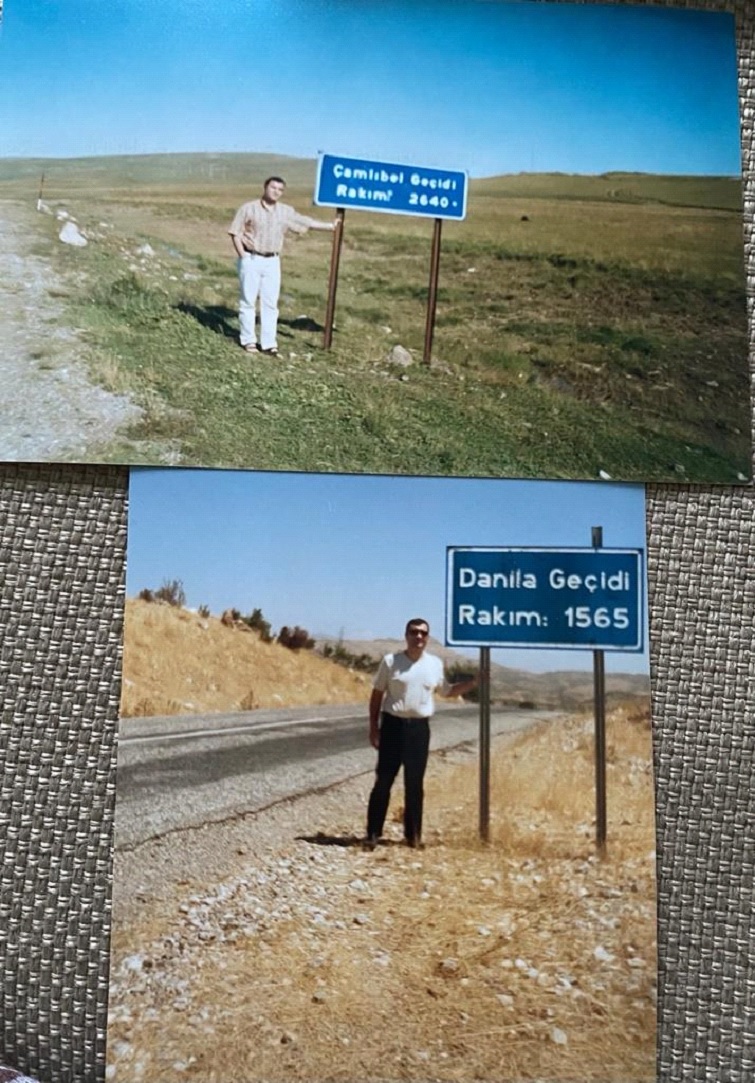 Çamlıbel Geçidi
Rakım: 2640
Danila Geçidi
Rakım: 1565